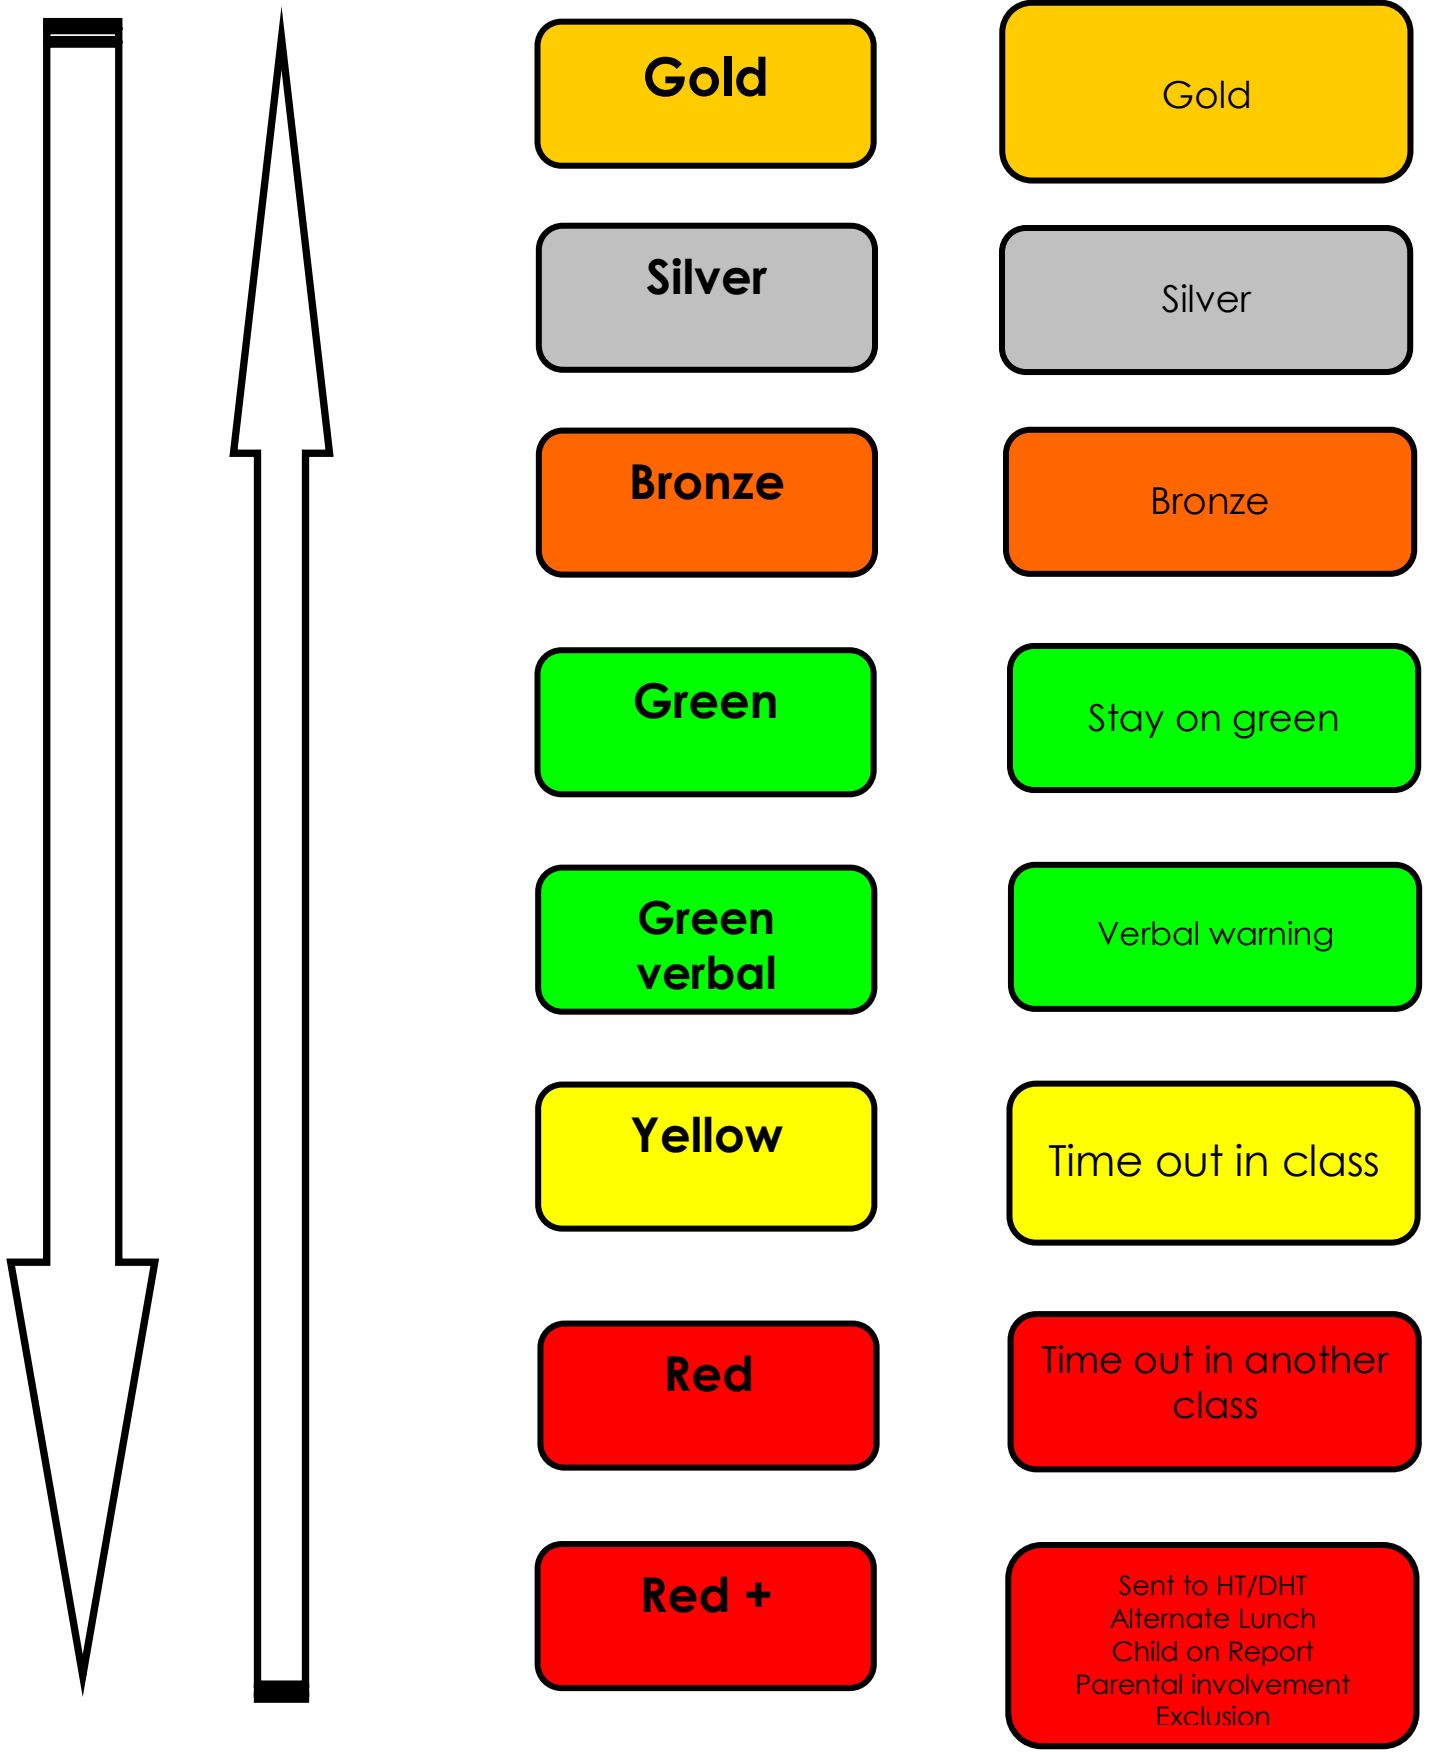 Gold
Gold
Silver
Silver
Bronze
Bronze
Green
Stay on green
Green
verbal
Verbal warning
Yellow
Time out in class
Red
Time out in another
class
Red +
Sent to HT/DHT
Alternate Lunch
Child on Report
Parental involvement
Exclusion